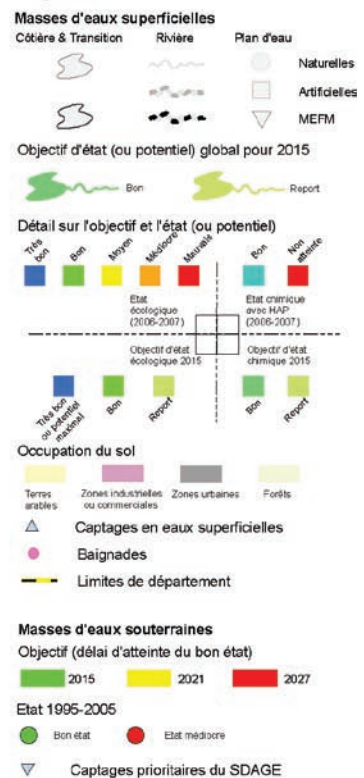 Masses d'eaux superficielles
Côtière & Transition Rivière Plan d'eau
Naturelles
Artificielles
MEFM
Objectif d'état (ou potentiel) global pour 2015
Bon Report
Détail sur l'objectif et l'état (ou potentiel)
Très bon Bon Moyen Médiocre Mauvais Bon Non atteinte
Etat écologique (2006-2007) Etat chimique avec HAP (2006-2007)
Objectif d'état écologique 2015 Objectif d'état chimique 2015
Très bon ou potentiel maximal Bon Report Bon Report
Occupation du sol
Terres arables Zones industrielles ou commerciales Zones urbaines Forêts
Captages en eaux superficielles
Baignades
Limites de département
Masses d'eaux souterraines
Objectif (délai d'atteinte du bon état)
2015 2021 2027
Etat 1995-2005
Bon état Etat médiocre
Captages prioritaires du SDAGE